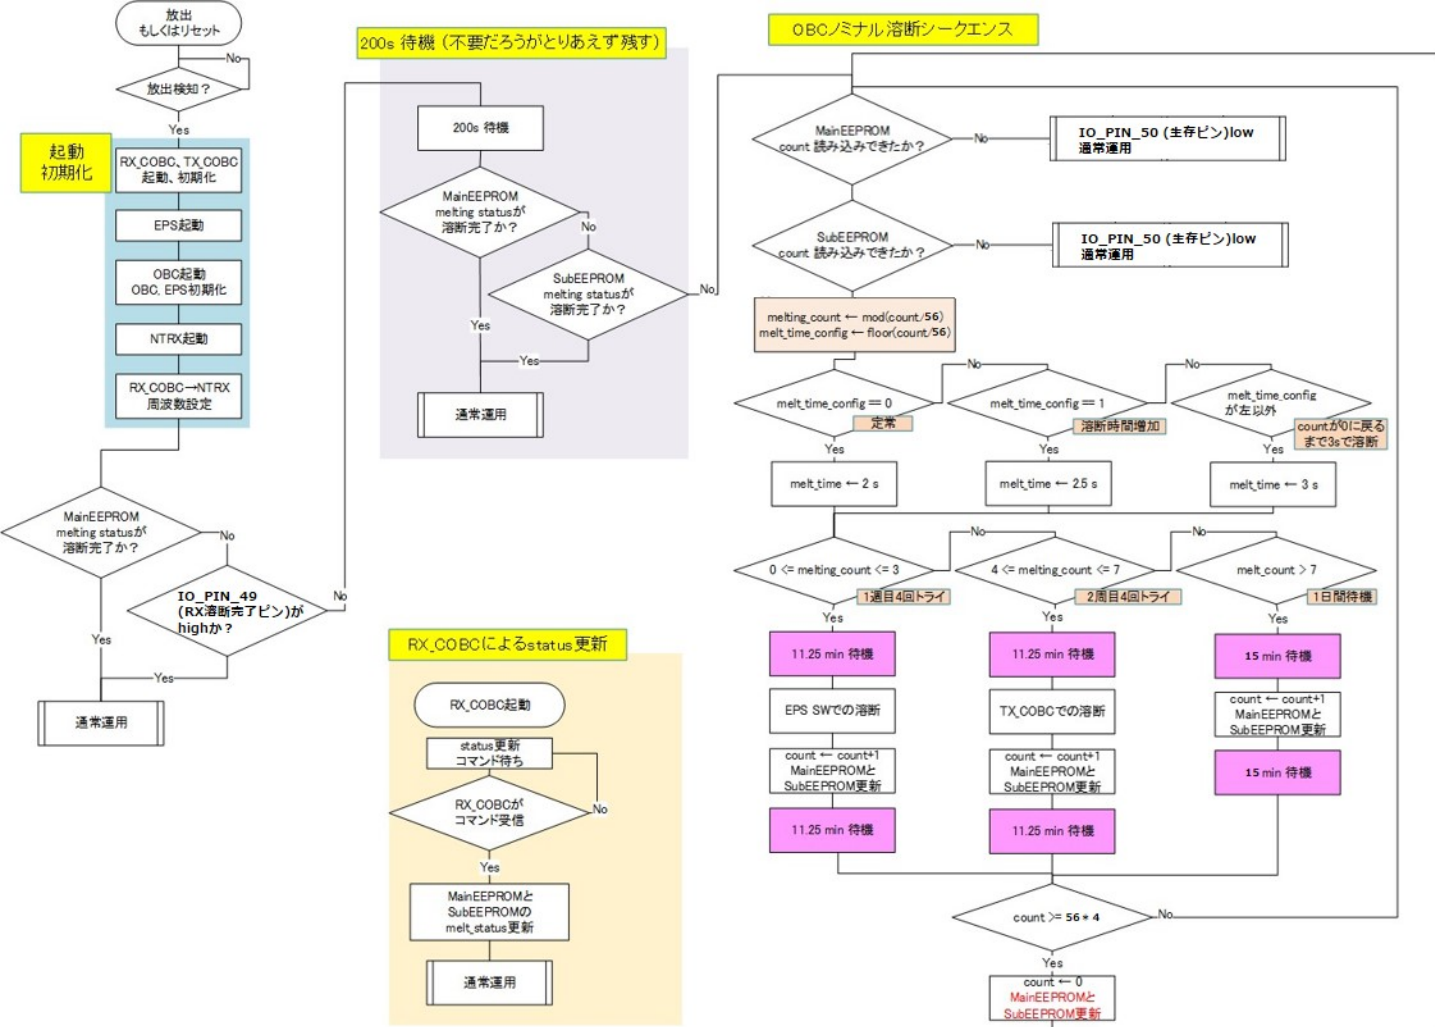 放出
もしくはリセット
No
放出検知？
Yes
起動
初期化
RX_COBC、TX_COBC
起動、初期化
EPS起動
OBC起動
OBC, EPS初期化
NTRX起動
RX_COBC→NTRX
周波数設定
MainEEPROM
melting statusが
溶断完了か？
No
IO_PIN_49
(RX溶断完了ピン)が
highか？
No
Yes
Yes
通常運用
200s 待機（不要だろうがとりあえず残す）
200s 待機
MainEEPROM
melting statusが
溶断完了か？
No
SubEEPROM
melting statusが
溶断完了か？
No
Yes
Yes
通常運用
RX_COBCによるstatus更新
RX_COBC起動
status更新
コマンド待ち
RX_COBCが
コマンド受信
No
Yes
MainEEPROMと
SubEEPROMの
melt_status更新
通常運用
OBCノミナル溶断シークエンス
MainEEPROM
count 読み込みできたか？
No
IO_PIN_50 (生存ピン)low
通常運用
SubEEPROM
count 読み込みできたか？
No
IO_PIN_50 (生存ピン)low
通常運用
melting_count ← mod(count/56)
melt_time_config ← floor(count/56)
melt_time_config == 0
定常
No
melt_time_config == 1
溶断時間増加
No
melt_time_config
が左以外
countが0に戻る
まで3sで溶断
Yes
Yes
Yes
melt_time ← 2 s
melt_time ← 2.5 s
melt_time ← 3 s
0 <= melting_count <= 3
1週目4回トライ
No
4 <= melting_count <= 7
2周目4回トライ
No
melt_count > 7
1日間待機
Yes
Yes
Yes
11.25 min 待機
11.25 min 待機
15 min 待機
EPS SWでの溶断
TX_COBCでの溶断
count ← count+1
MainEEPROMと
SubEEPROM更新
count ← count+1
MainEEPROMと
SubEEPROM更新
count ← count+1
MainEEPROMと
SubEEPROM更新
15 min 待機
11.25 min 待機
11.25 min 待機
count >= 56 * 4
No
Yes
count ← 0
MainEEPROMと
SubEEPROM更新